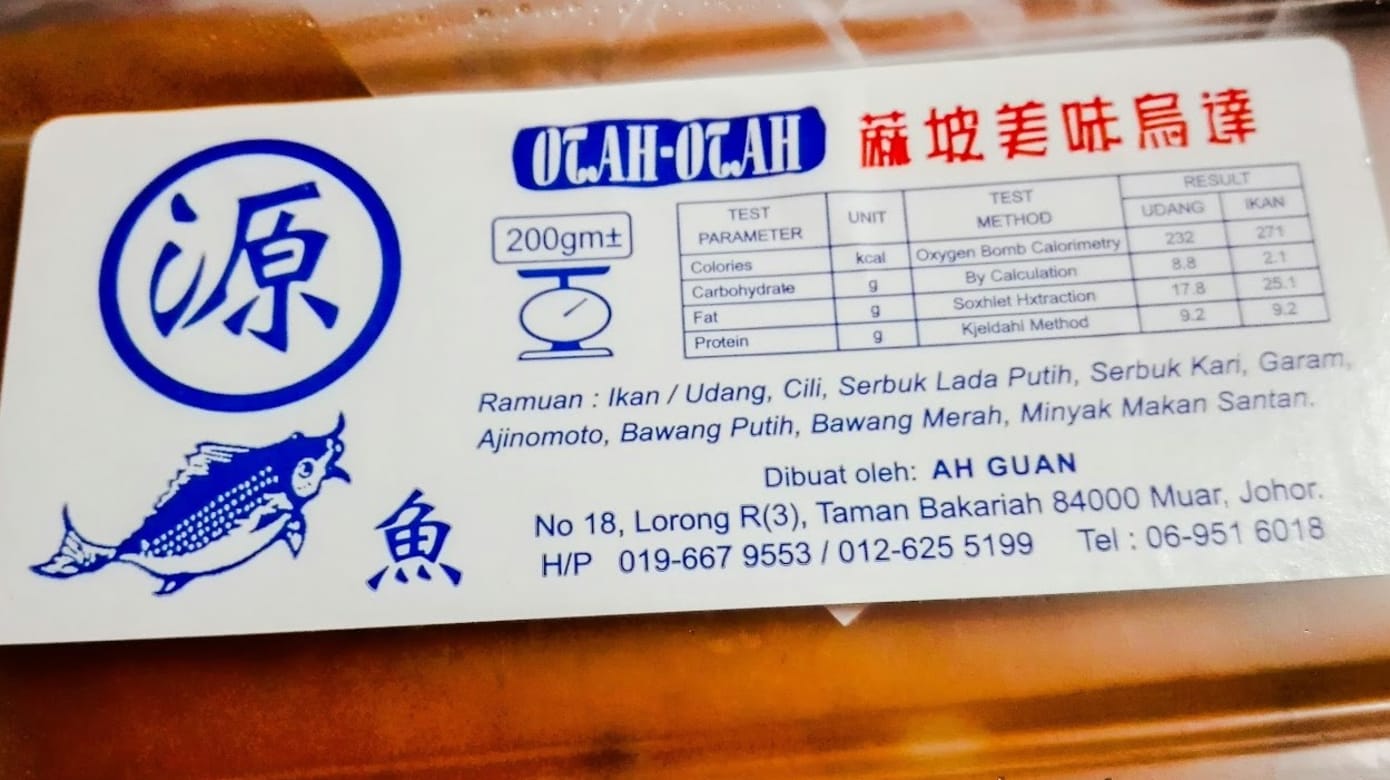 源
魚
OTAH-OTAH 蔴坡美味烏達
200gm±
TEST PARAMETER UNIT TEST METHOD RESULT
UDANG IKAN
Colories kcal Oxygen Bomb Calorimetry 232 271
Carbohydrate g By Calculation 8.8 2.1
Fat g Soxhlet Hxtraction 17.8 25.1
Protein g Kjeldahl Method 9.2 9.2
Ramuan : Ikan / Udang, Cili, Serbuk Lada Putih, Serbuk Kari, Garam,
Ajinomoto, Bawang Putih, Bawang Merah, Minyak Makan Santan.
Dibuat oleh: AH GUAN
No 18, Lorong R(3), Taman Bakariah 84000 Muar, Johor.
H/P 019-667 9553 / 012-625 5199 Tel : 06-951 6018